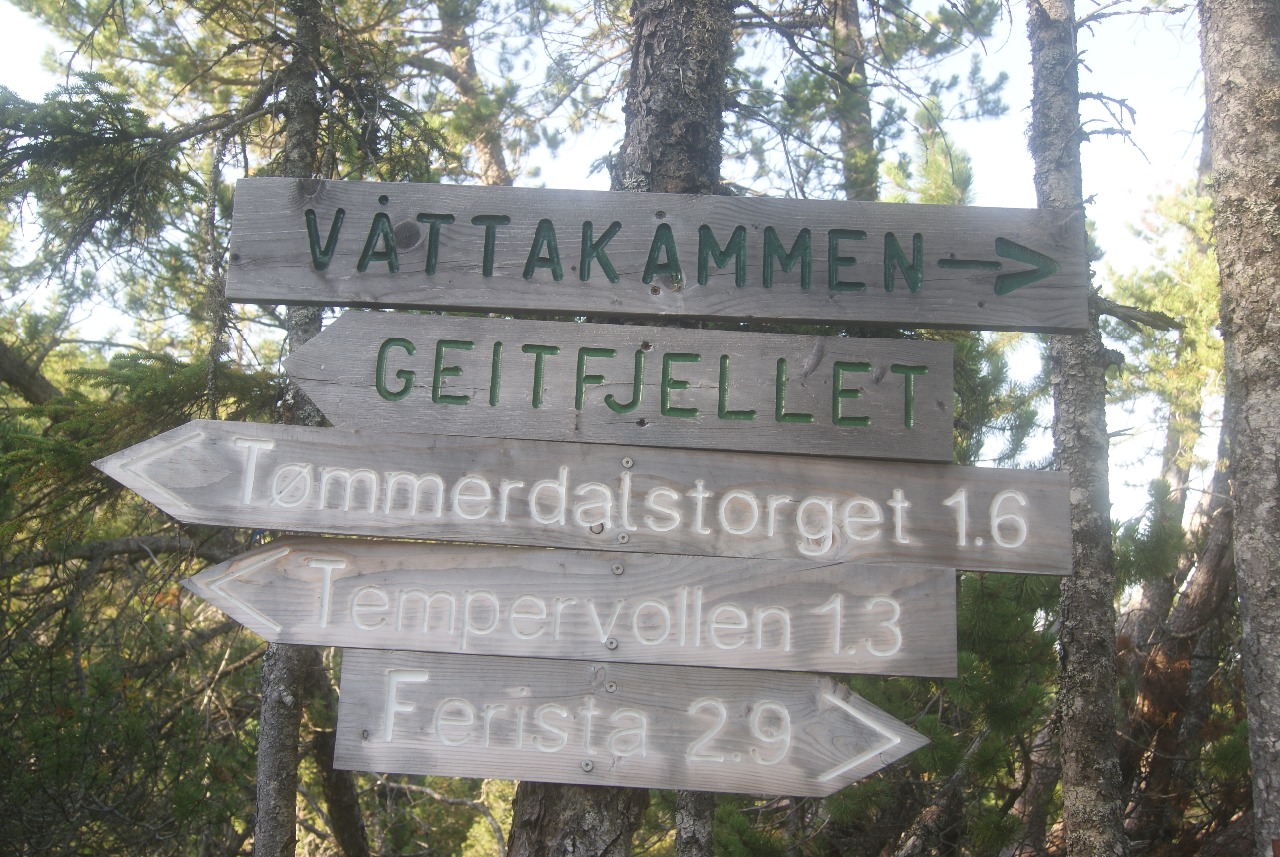 VÅTTAKAMMEN →
GEITFJELLET
Tømmerdalstorget 1.6
Tempervollen 1.3
Ferista 2.9